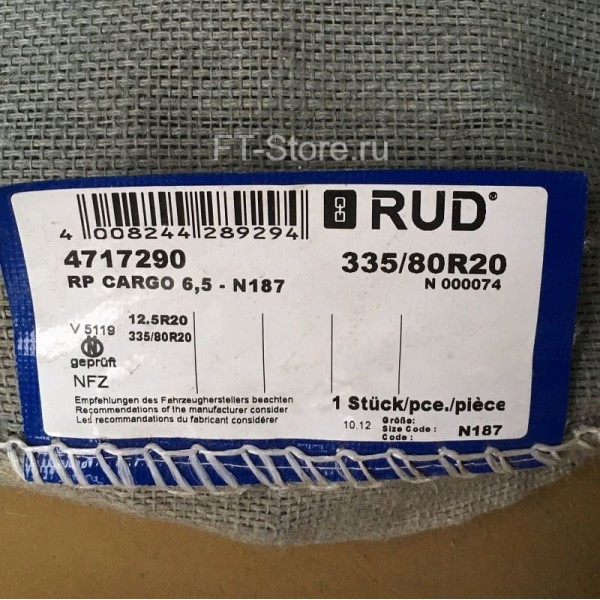 FT-Store.ru
4 008244 289294
RUD®
4717290
335/80R20
RP CARGO 6,5 - N187
N 000074
V 5119
geprüft
NFZ
12.5R20
335/80R20
Empfehlungen des Fahrzeugherstellers beachten
Recommendations of the manufacturer consider
Les recommandations du fabricant considérer
1 Stück/pce./pièce
10.12
Größe:
Size Code:
Code:
N187